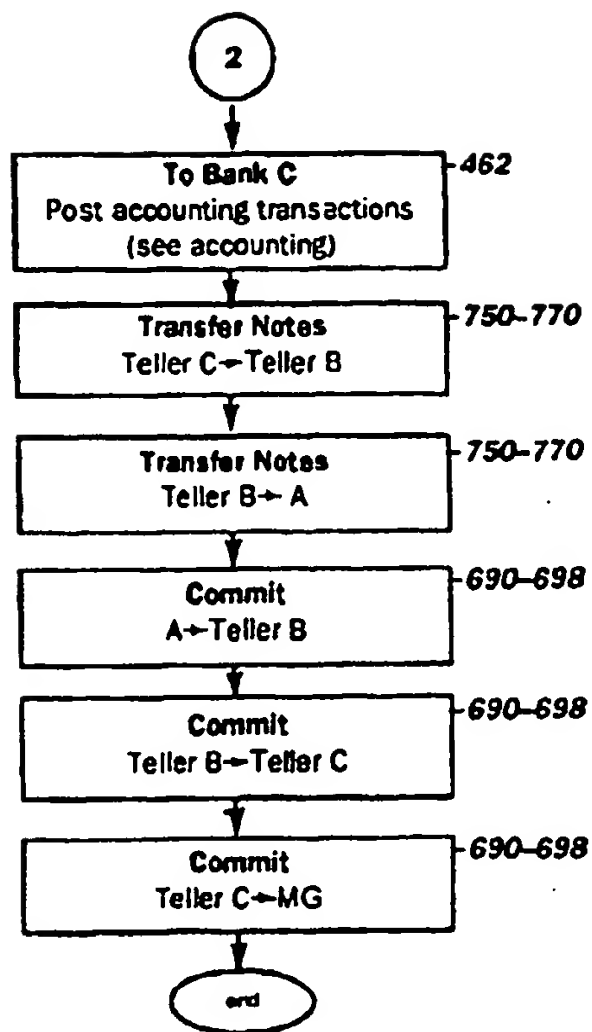 2
To Bank C
462
Post accounting transactions
(see accounting)
Transfer Notes
750-770
Teller C→Teller B
Transfer Notes
750-770
Teller B→A
Commit
690-698
A→Teller B
Commit
690-698
Teller B→Teller C
Commit
690-698
Teller C→MG
end